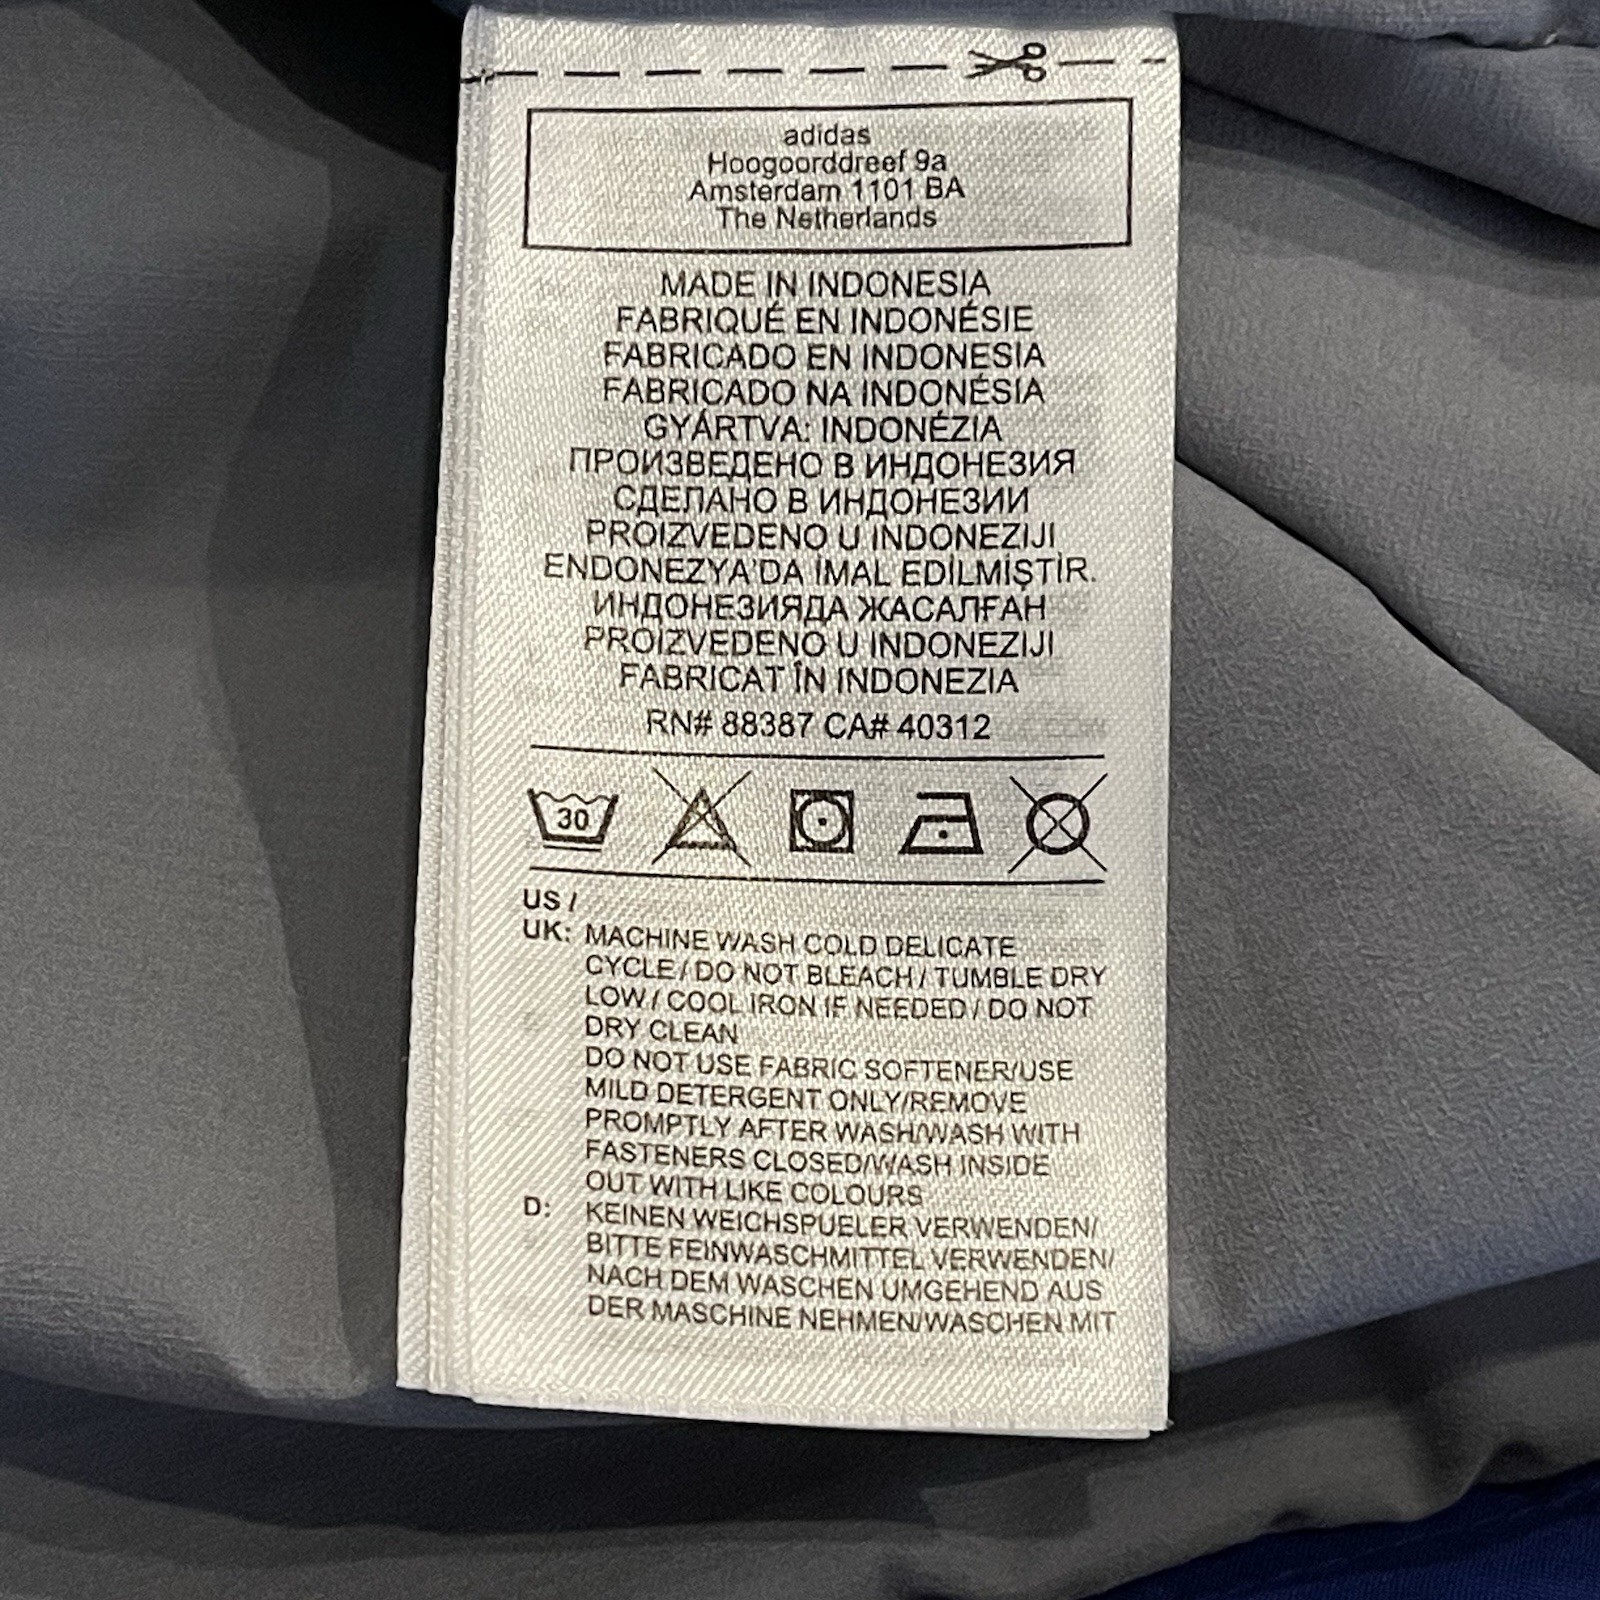 adidas
Hoogoorddreef 9a
Amsterdam 1101 BA
The Netherlands
MADE IN INDONESIA
FABRIQUÉ EN INDONÉSIE
FABRICADO EN INDONESIA
FABRICADO NA INDONÉSIA
GYÁRTVA: INDONÉZIA
ПРОИЗВЕДЕНО В ИНДОНЕЗИЯ
СДЕЛАНО В ИНДОНЕЗИИ
PROIZVEDENO U INDONEZIJI
ENDONEZYA'DA İMAL EDİLMİŞTİR.
ИНДОНЕЗИЯДА ЖАСАЛҒАН
PROIZVEDENO U INDONEZIJI
FABRICAT ÎN INDONEZIA
RN# 88387 CA# 40312
30
US /
UK: MACHINE WASH COLD DELICATE
CYCLE / DO NOT BLEACH / TUMBLE DRY
LOW / COOL IRON IF NEEDED / DO NOT
DRY CLEAN
DO NOT USE FABRIC SOFTENER/USE
MILD DETERGENT ONLY/REMOVE
PROMPTLY AFTER WASH/WASH WITH
FASTENERS CLOSED/WASH INSIDE
OUT WITH LIKE COLOURS
D: KEINEN WEICHSPUELER VERWENDEN/
BITTE FEINWASCHMITTEL VERWENDEN/
NACH DEM WASCHEN UMGEHEND AUS
DER MASCHINE NEHMEN/WASCHEN MIT